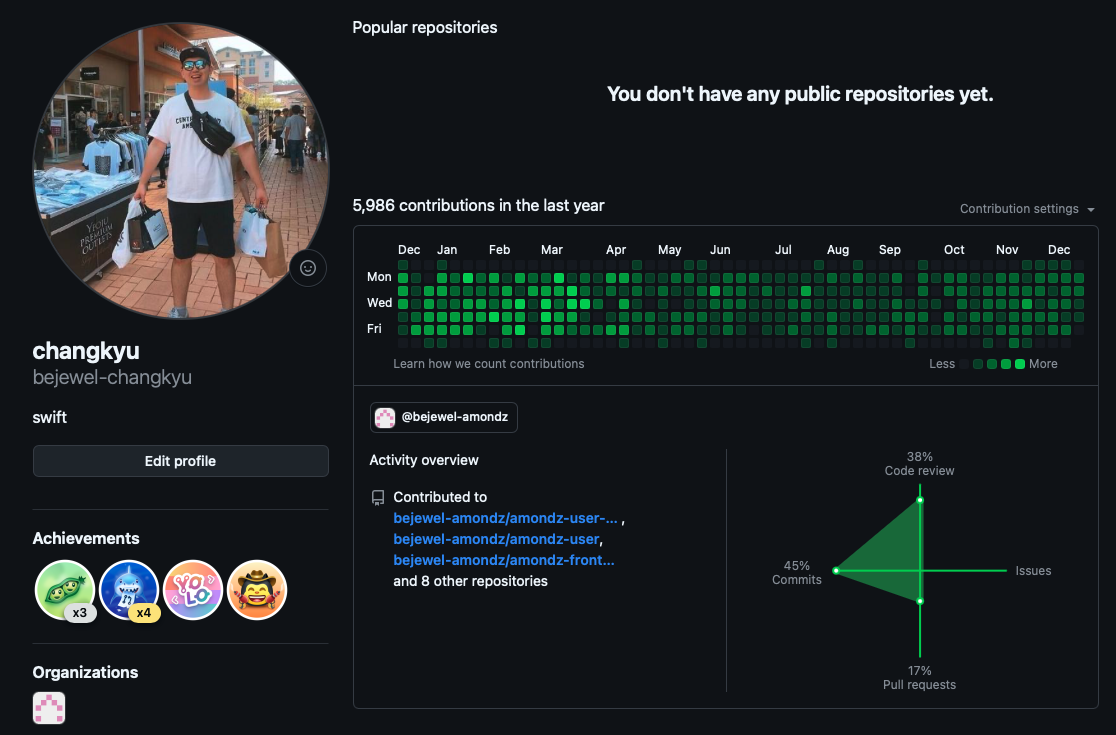 Popular repositories
You don't have any public repositories yet.
5,986 contributions in the last year
Contribution settings
Dec Jan Feb Mar Apr May Jun Jul Aug Sep Oct Nov Dec
Mon
Wed
Fri
Learn how we count contributions
Less
More
changkyu
bejewel-changkyu
swift
Edit profile
Achievements
x3
x4
YOLO
Organizations
@bejewel-amondz
Activity overview
Contributed to
bejewel-amondz/amondz-user-... ,
bejewel-amondz/amondz-user,
bejewel-amondz/amondz-front...
and 8 other repositories
38%
Code review
45%
Commits
Issues
17%
Pull requests
YEOJU
PREMIUM
OUTLETS